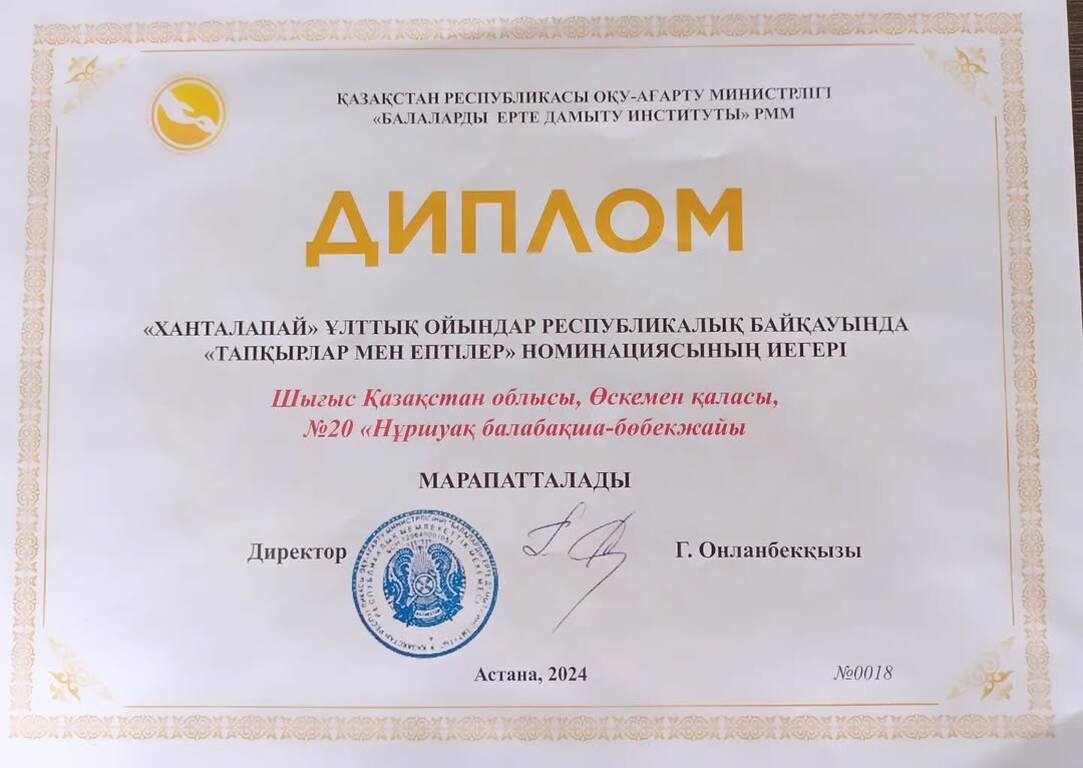 ҚАЗАҚСТАН РЕСПУБЛИКАСЫ ОҚУ-АҒАРТУ МИНИСТРЛІГІ
«БАЛАЛАРДЫ ЕРТЕ ДАМЫТУ ИНСТИТУТЫ» РММ
ДИПЛОМ
«ХАНТАЛАПАЙ» ҰЛТТЫҚ ОЙЫНДАР РЕСПУБЛИКАЛЫҚ БАЙҚАУЫНДА
«ТАПҚЫРЛАР МЕН ЕПТІЛЕР» НОМИНАЦИЯСЫНЫҢ ИЕГЕРІ
Шығыс Қазақстан облысы, Өскемен қаласы,
№20 «Нұршуақ балабақша-бөбекжайы
МАРАПАТТАЛАДЫ
Директор Г. Онланбекқызы
Астана, 2024 №0018